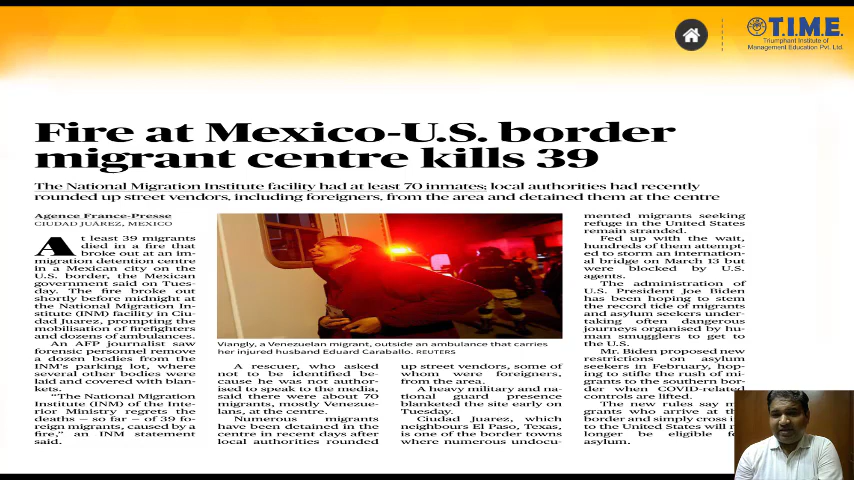 T.I.M.E.
Triumphant Institute of
Management Education Pvt. Ltd.
Fire at Mexico-U.S. border
migrant centre kills 39
The National Migration Institute facility had at least 70 inmates; local authorities had recently
rounded up street vendors, including foreigners, from the area and detained them at the centre
Agence France-Presse
CIUDAD JUÁREZ, MEXICO
At least 39 migrants
died in a fire that
broke out at an im-
migration detention centre
in a Mexican city on the
U.S. border, the Mexican
government said on Tues-
day. The fire broke out
shortly before midnight at
the National Migration In-
stitute (INM) facility in Ciu-
dad Juarez, prompting the
mobilisation of firefighters
and dozens of ambulances.
An AFP journalist saw
forensic personnel remove
a dozen bodies from the
INM's parking lot, where
several other bodies were
laid and covered with blan-
kets.
"The National Migration
Institute (INM) of the Inte-
rior Ministry regrets the
deaths – so far – of 39 fo-
reign migrants, caused by a
fire," an INM statement
said.
Viangly, a Venezuelan migrant, outside an ambulance that carries
her injured husband Eduard Caraballo. REUTERS
A rescuer, who asked
not to be identified be-
cause he was not author-
ised to speak to the media,
said there were about 70
migrants, mostly Venezue-
lans, at the centre.
Numerous migrants
have been detained in the
centre in recent days after
local authorities rounded
up street vendors, some of
whom were foreigners,
from the area.
A heavy military and na-
tional guard presence
blanketed the site early on
Tuesday.
Ciudad Juarez, which
neighbours El Paso, Texas,
is one of the border towns
where numerous undocu-
mented migrants seeking
refuge in the United States
remain stranded.
Fed up with the wait,
hundreds of them attempt-
ed to storm an internation-
al bridge on March 13 but
were blocked by U.S.
agents.
The administration of
U.S. President Joe Biden
has been hoping to stem
the record tide of migrants
and asylum seekers under-
taking often dangerous
journeys organised by hu-
man smugglers to get to
the U.S.
Mr. Biden proposed new
restrictions on asylum
seekers in February, hop-
ing to stifle the rush of mi-
grants to the southern bor-
der when COVID-related
controls are lifted.
The new rules say
grants who arrive at
border and simply cross
to the United States will
longer be eligible
asylum.